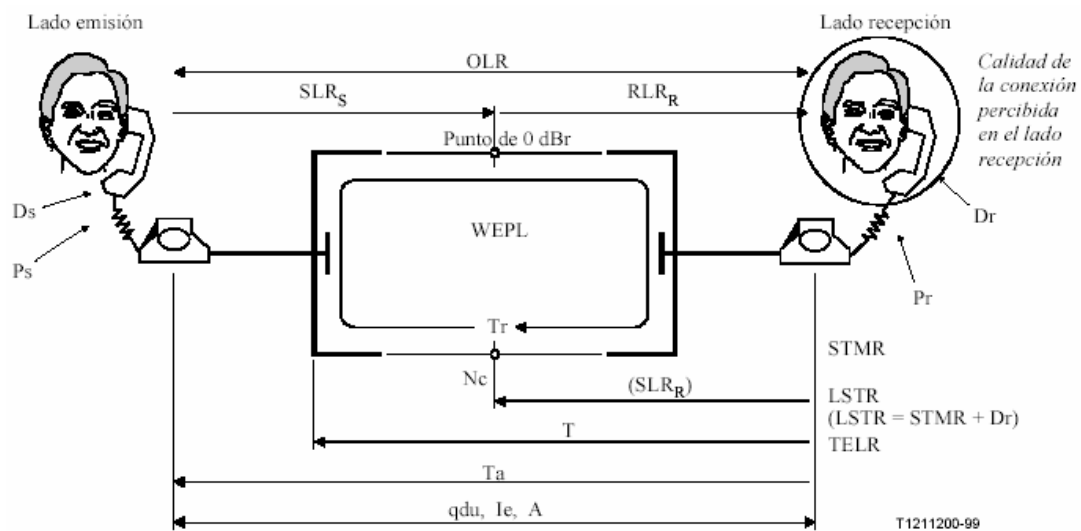 Lado emisión
Lado recepción
OLR
Calidad de
la conexión
percibida
en el lado
recepción
SLRS
RLRR
Punto de 0 dBr
Ds
Dr
WEPL
Ps
Pr
Tr
STMR
Nc
(SLRR)
LSTR
(LSTR = STMR + Dr)
T
TELR
Ta
qdu, Ie, A
T1211200-99